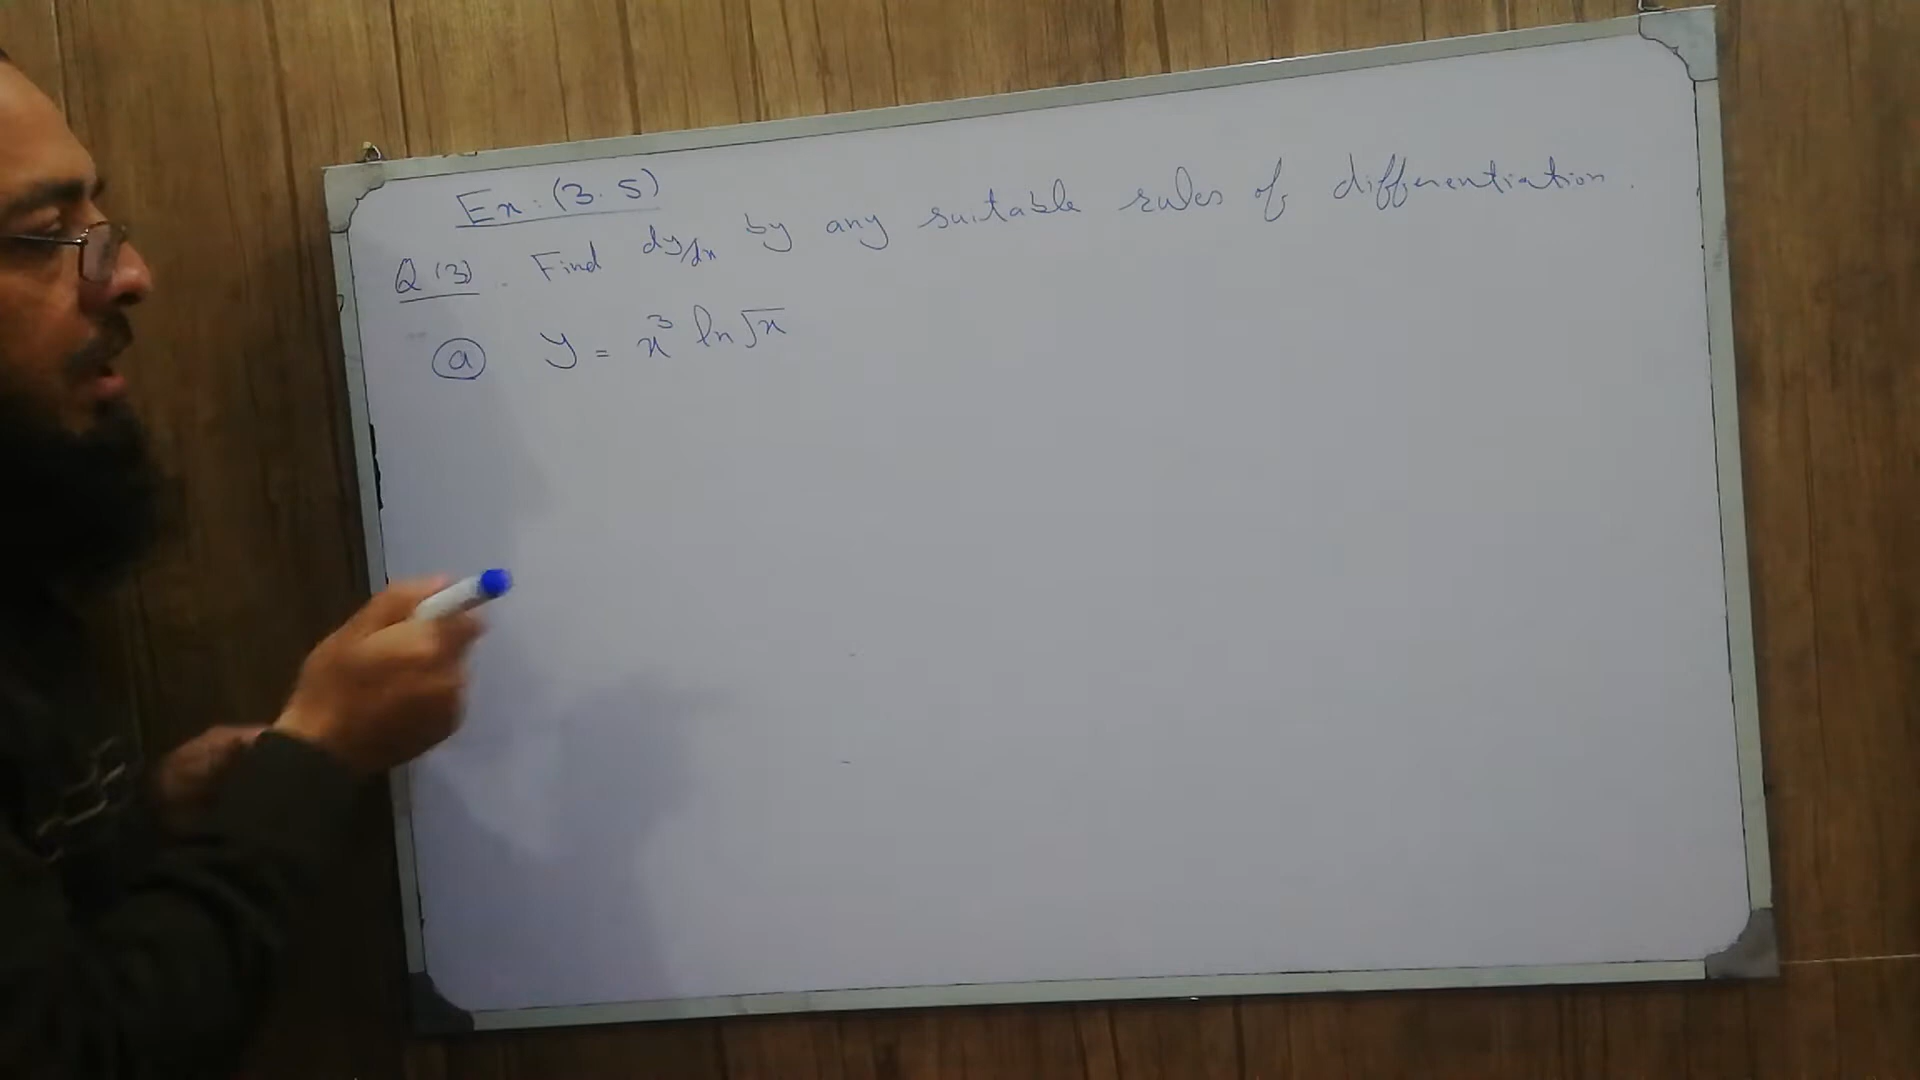 Ex: (3.5)
Q(3). Find dy/dx by any suitable rules of differentiation.
(a) y = x³ ln√x